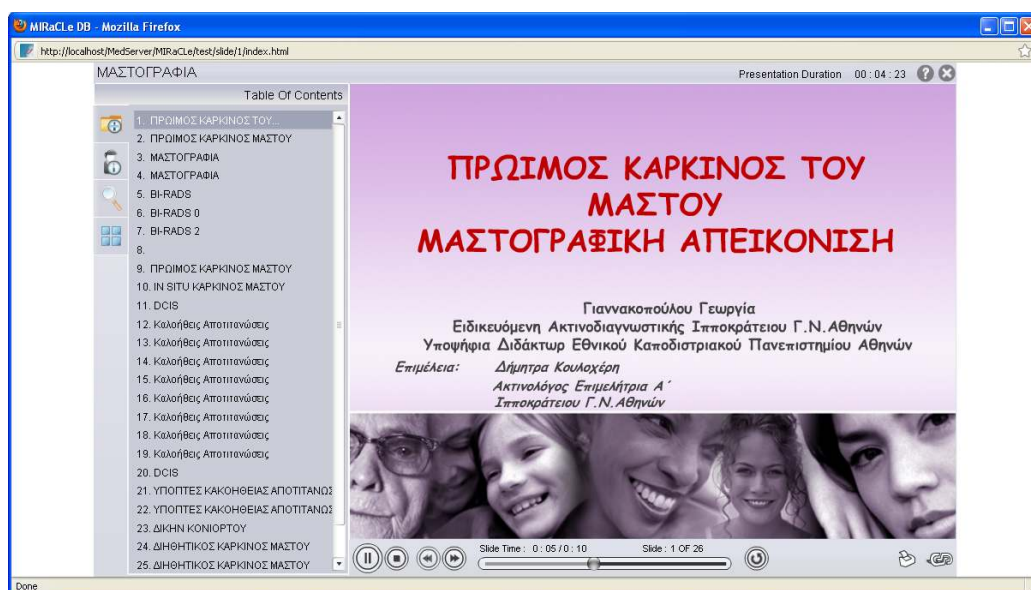 MIRaCLe DB - Mozilla Firefox
http://localhost/MedServer/MIRaCLe/test/slide/1/index.html
ΜΑΣΤΟΓΡΑΦΙΑ
Presentation Duration 00 : 04 : 23
Table Of Contents
1. ΠΡΩΙΜΟΣ ΚΑΡΚΙΝΟΣ ΤΟΥ...
2. ΠΡΩΙΜΟΣ ΚΑΡΚΙΝΟΣ ΜΑΣΤΟΥ
3. ΜΑΣΤΟΓΡΑΦΙΑ
4. ΜΑΣΤΟΓΡΑΦΙΑ
5. BI-RADS
6. BI-RADS 0
7. BI-RADS 2
8.
9. ΠΡΩΙΜΟΣ ΚΑΡΚΙΝΟΣ ΜΑΣΤΟΥ
10. IN SITU ΚΑΡΚΙΝΟΣ ΜΑΣΤΟΥ
11. DCIS
12. Καλοήθεις Αποτιτανώσεις
13. Καλοήθεις Αποτιτανώσεις
14. Καλοήθεις Αποτιτανώσεις
15. Καλοήθεις Αποτιτανώσεις
16. Καλοήθεις Αποτιτανώσεις
17. Καλοήθεις Αποτιτανώσεις
18. Καλοήθεις Αποτιτανώσεις
19. Καλοήθεις Αποτιτανώσεις
20. DCIS
21. ΥΠΟΠΤΕΣ ΚΑΚΟΗΘΕΙΑΣ ΑΠΟΤΙΤΑΝΩΣ
22. ΥΠΟΠΤΕΣ ΚΑΚΟΗΘΕΙΑΣ ΑΠΟΤΙΤΑΝΩΣ
23. ΔΙΚΗΝ ΚΟΝΙΟΡΤΟΥ
24. ΔΙΗΘΗΤΙΚΟΣ ΚΑΡΚΙΝΟΣ ΜΑΣΤΟΥ
25. ΔΙΗΘΗΤΙΚΟΣ ΚΑΡΚΙΝΟΣ ΜΑΣΤΟΥ
ΠΡΩΙΜΟΣ ΚΑΡΚΙΝΟΣ ΤΟΥ
ΜΑΣΤΟΥ
ΜΑΣΤΟΓΡΑΦΙΚΗ ΑΠΕΙΚΟΝΙΣΗ
Γιαννακοπούλου Γεωργία
Ειδικευόμενη Ακτινοδιαγνωστικής Ιπποκράτειου Γ.Ν.Αθηνών
Υποψήφια Διδάκτωρ Εθνικού Καποδιστριακού Πανεπιστημίου Αθηνών
Επιμέλεια: Δήμητρα Κουλοχέρη
Ακτινολόγος Επιμελήτρια Α΄
Ιπποκράτειου Γ.Ν.Αθηνών
Slide Time : 0 : 05 / 0 : 10 Slide : 1 OF 26
Done